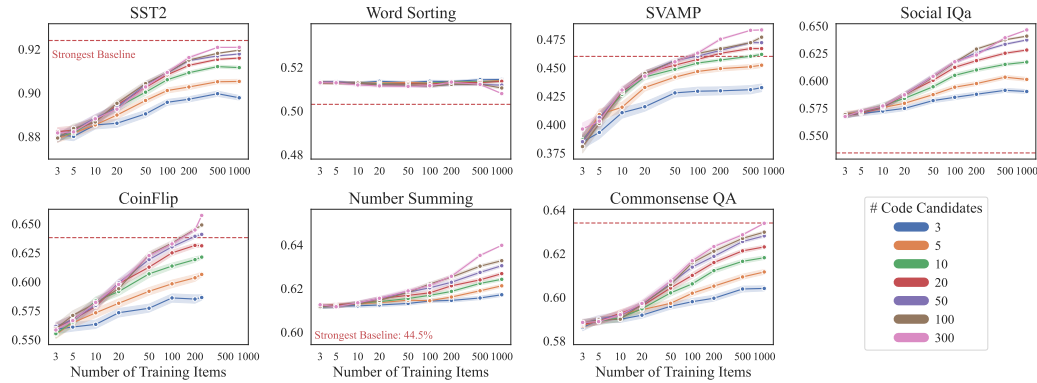 SST2
Word Sorting
SVAMP
Social IQa
0.92
0.90
0.88
Strongest Baseline
3 5 10 20 50 100 200 500 1000
0.52
0.50
0.48
3 5 10 20 50 100 200 500 1000
0.475
0.450
0.425
0.400
0.375
3 5 10 20 50 100 200 500 1000
0.650
0.625
0.600
0.575
0.550
3 5 10 20 50 100 200 500 1000
CoinFlip
Number Summing
Commonsense QA
0.650
0.625
0.600
0.575
0.550
3 5 10 20 50 100 200 500 1000
Number of Training Items
0.64
0.62
0.60
Strongest Baseline: 44.5%
3 5 10 20 50 100 200 500 1000
Number of Training Items
0.64
0.62
0.60
0.58
3 5 10 20 50 100 200 500 1000
Number of Training Items
# Code Candidates
3
5
10
20
50
100
300